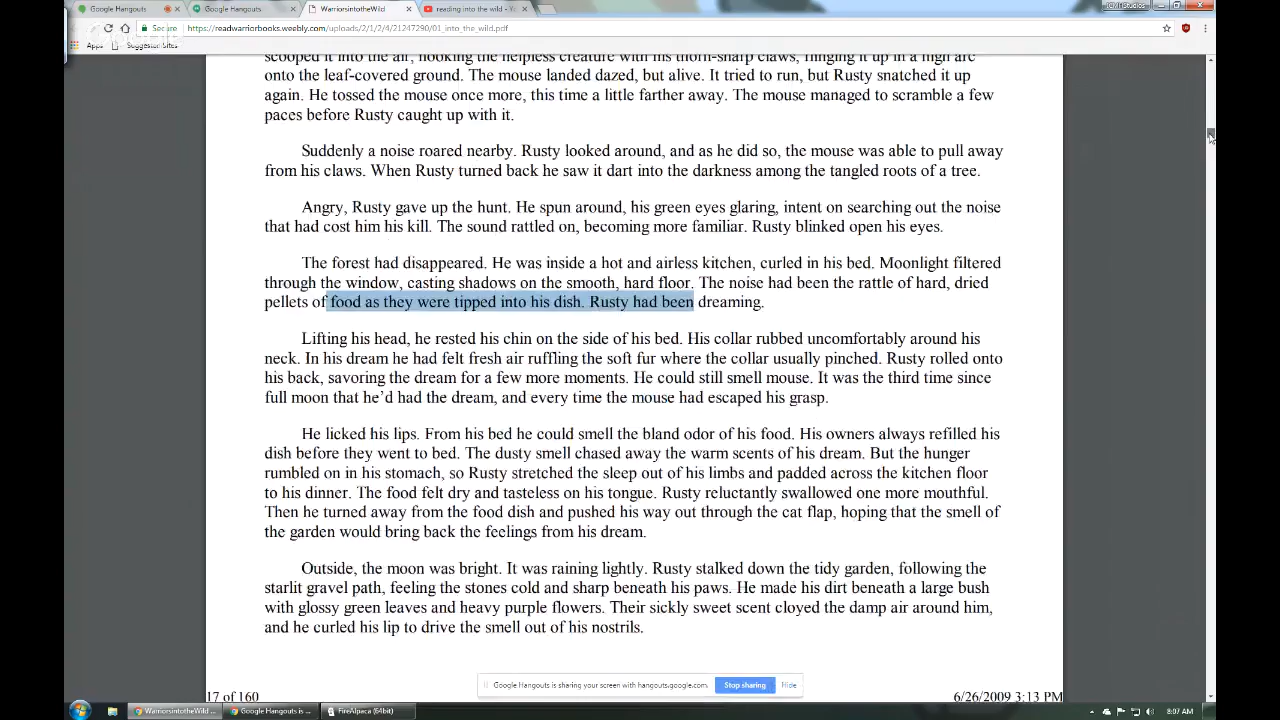 Google Hangouts
Google Hangouts
WarriorsintotheWild
reading into the wild - Yo
Secure
https://readwarriorbooks.weebly.com/uploads/2/1/2/4/21247290/01_into_the_wild.pdf
Apps
Suggested Sites
scooped it into the air, hooking the helpless creature with his thorn-sharp claws, flinging it up in a high arc
onto the leaf-covered ground. The mouse landed dazed, but alive. It tried to run, but Rusty snatched it up
again. He tossed the mouse once more, this time a little farther away. The mouse managed to scramble a few
paces before Rusty caught up with it.
Suddenly a noise roared nearby. Rusty looked around, and as he did so, the mouse was able to pull away
from his claws. When Rusty turned back he saw it dart into the darkness among the tangled roots of a tree.
Angry, Rusty gave up the hunt. He spun around, his green eyes glaring, intent on searching out the noise
that had cost him his kill. The sound rattled on, becoming more familiar. Rusty blinked open his eyes.
The forest had disappeared. He was inside a hot and airless kitchen, curled in his bed. Moonlight filtered
through the window, casting shadows on the smooth, hard floor. The noise had been the rattle of hard, dried
pellets of food as they were tipped into his dish. Rusty had been dreaming.
Lifting his head, he rested his chin on the side of his bed. His collar rubbed uncomfortably around his
neck. In his dream he had felt fresh air ruffling the soft fur where the collar usually pinched. Rusty rolled onto
his back, savoring the dream for a few more moments. He could still smell mouse. It was the third time since
full moon that he’d had the dream, and every time the mouse had escaped his grasp.
He licked his lips. From his bed he could smell the bland odor of his food. His owners always refilled his
dish before they went to bed. The dusty smell chased away the warm scents of his dream. But the hunger
rumbled on in his stomach, so Rusty stretched the sleep out of his limbs and padded across the kitchen floor
to his dinner. The food felt dry and tasteless on his tongue. Rusty reluctantly swallowed one more mouthful.
Then he turned away from the food dish and pushed his way out through the cat flap, hoping that the smell of
the garden would bring back the feelings from his dream.
Outside, the moon was bright. It was raining lightly. Rusty stalked down the tidy garden, following the
starlit gravel path, feeling the stones cold and sharp beneath his paws. He made his dirt beneath a large bush
with glossy green leaves and heavy purple flowers. Their sickly sweet scent cloyed the damp air around him,
and he curled his lip to drive the smell out of his nostrils.
Google Hangouts is sharing your screen with hangouts.google.com.
Stop sharing
Hide
17 of 160
6/26/2009 3:13 PM
WarriorsintotheWild ...
Google Hangouts is ...
FireAlpaca (64bit)
8:07 AM